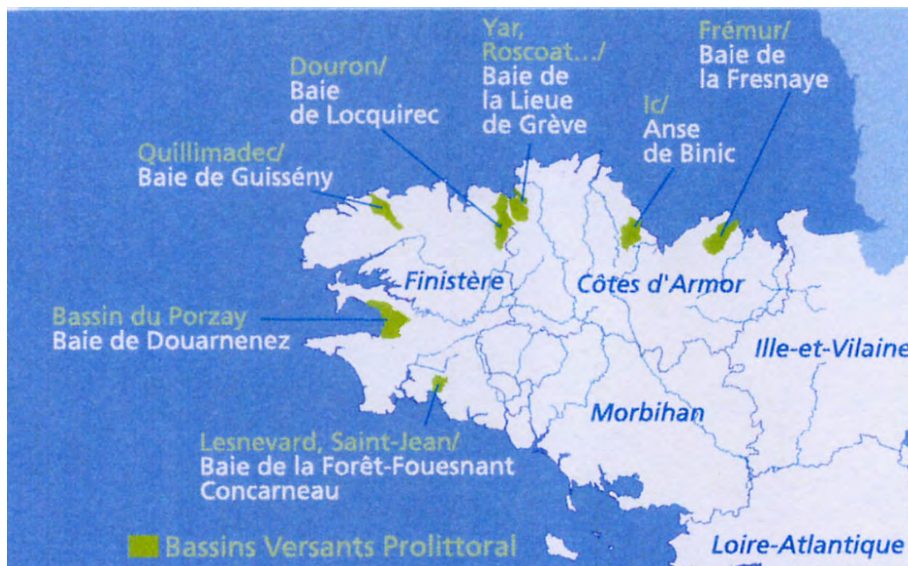 Yar,
Roscoat.../
Baie de
la Lieue
de Grève
Frémur/
Baie de
la Fresnaye
Douron/
Baie
de Locquirec
Ic/
Anse
de Binic
Quillimadec/
Baie de Guissény
Finistère
Côtes d'Armor
Bassin du Porzay
Baie de Douarnenez
Ille-et-Vilaine
Morbihan
Lesnevard, Saint-Jean/
Baie de la Forêt-Fouesnant
Concarneau
Bassins Versants Prolittoral
Loire-Atlantique